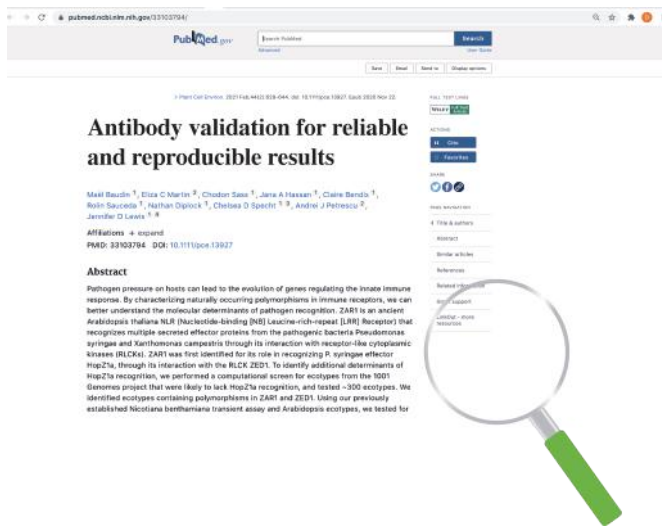 pubmed.ncbi.nlm.nih.gov/33103794/
PubMed.gov
Search PubMed
Search
Advanced
User Guide
Save Email Send to Display options
> Plant Cell Environ. 2021 Feb;44(2):
Epub 2020 Nov 22.
FULL TEXT LINKS
WILEY
Antibody validation for reliable
and reproducible results
ACTIONS
Cite
Favorites
SHARE
PAGE NAVIGATION
Maël Baudin 1, Eliza C Martin 2, Chodon Sass 1, Jana A Hassan 1, Claire Bendix 1,
Rolin Sauceda 1, Nathan Diplock 1, Chelsea D Specht 1 3, Andrei J Petrescu 2,
Jennifer D Lewis 1 
Affiliations + expand
PMID: 33103794 DOI: 10.1111/pce.13927
Title & authors
Abstract
Similar articles
References
Related information
Grant support
LinkOut – more
resources
Abstract
Pathogen pressure on hosts can lead to the evolution of genes regulating the innate immune
response. By characterizing naturally occurring polymorphisms in immune receptors, we can
better understand the molecular determinants of pathogen recognition. ZAR1 is an ancient
Arabidopsis thaliana NLR (Nucleotide-binding [NB] Leucine-rich-repeat [LRR] Receptor) that
recognizes multiple secreted effector proteins from the pathogenic bacteria Pseudomonas
syringae and Xanthomonas campestris through its interaction with receptor-like cytoplasmic
kinases (RLCKs). ZAR1 was first identified for its role in recognizing P. syringae effector
HopZ1a, through its interaction with the RLCK ZED1. To identify additional determinants of
HopZ1a recognition, we performed a computational screen for ecotypes from the 1001
Genomes project that were likely to lack HopZ1a recognition, and tested ~300 ecotypes. We
identified ecotypes containing polymorphisms in ZAR1 and ZED1. Using our previously
established Nicotiana benthamiana transient assay and Arabidopsis ecotypes, we tested for